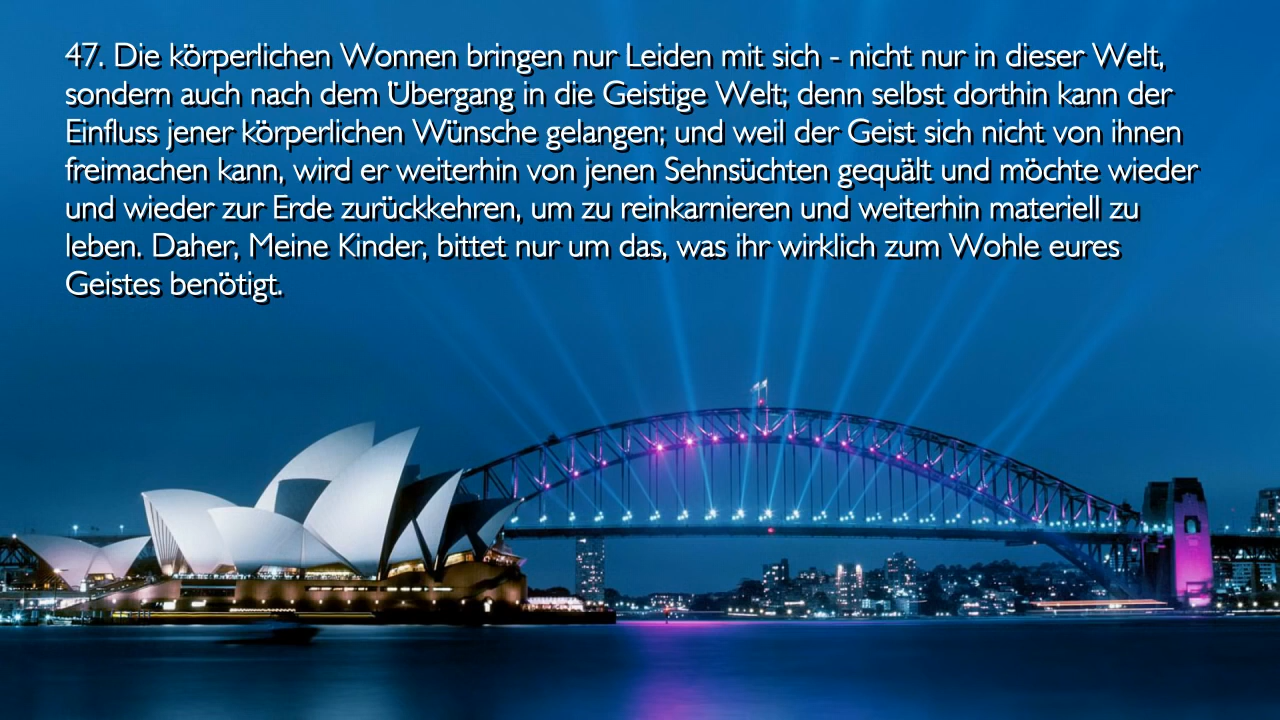 47. Die körperlichen Wonnen bringen nur Leiden mit sich - nicht nur in dieser Welt,
sondern auch nach dem Übergang in die Geistige Welt; denn selbst dorthin kann der
Einfluss jener körperlichen Wünsche gelangen; und weil der Geist sich nicht von ihnen
freimachen kann, wird er weiterhin von jenen Sehnsüchten gequält und möchte wieder
und wieder zur Erde zurückkehren, um zu reinkarnieren und weiterhin materiell zu
leben. Daher, Meine Kinder, bittet nur um das, was ihr wirklich zum Wohle eures
Geistes benötigt.